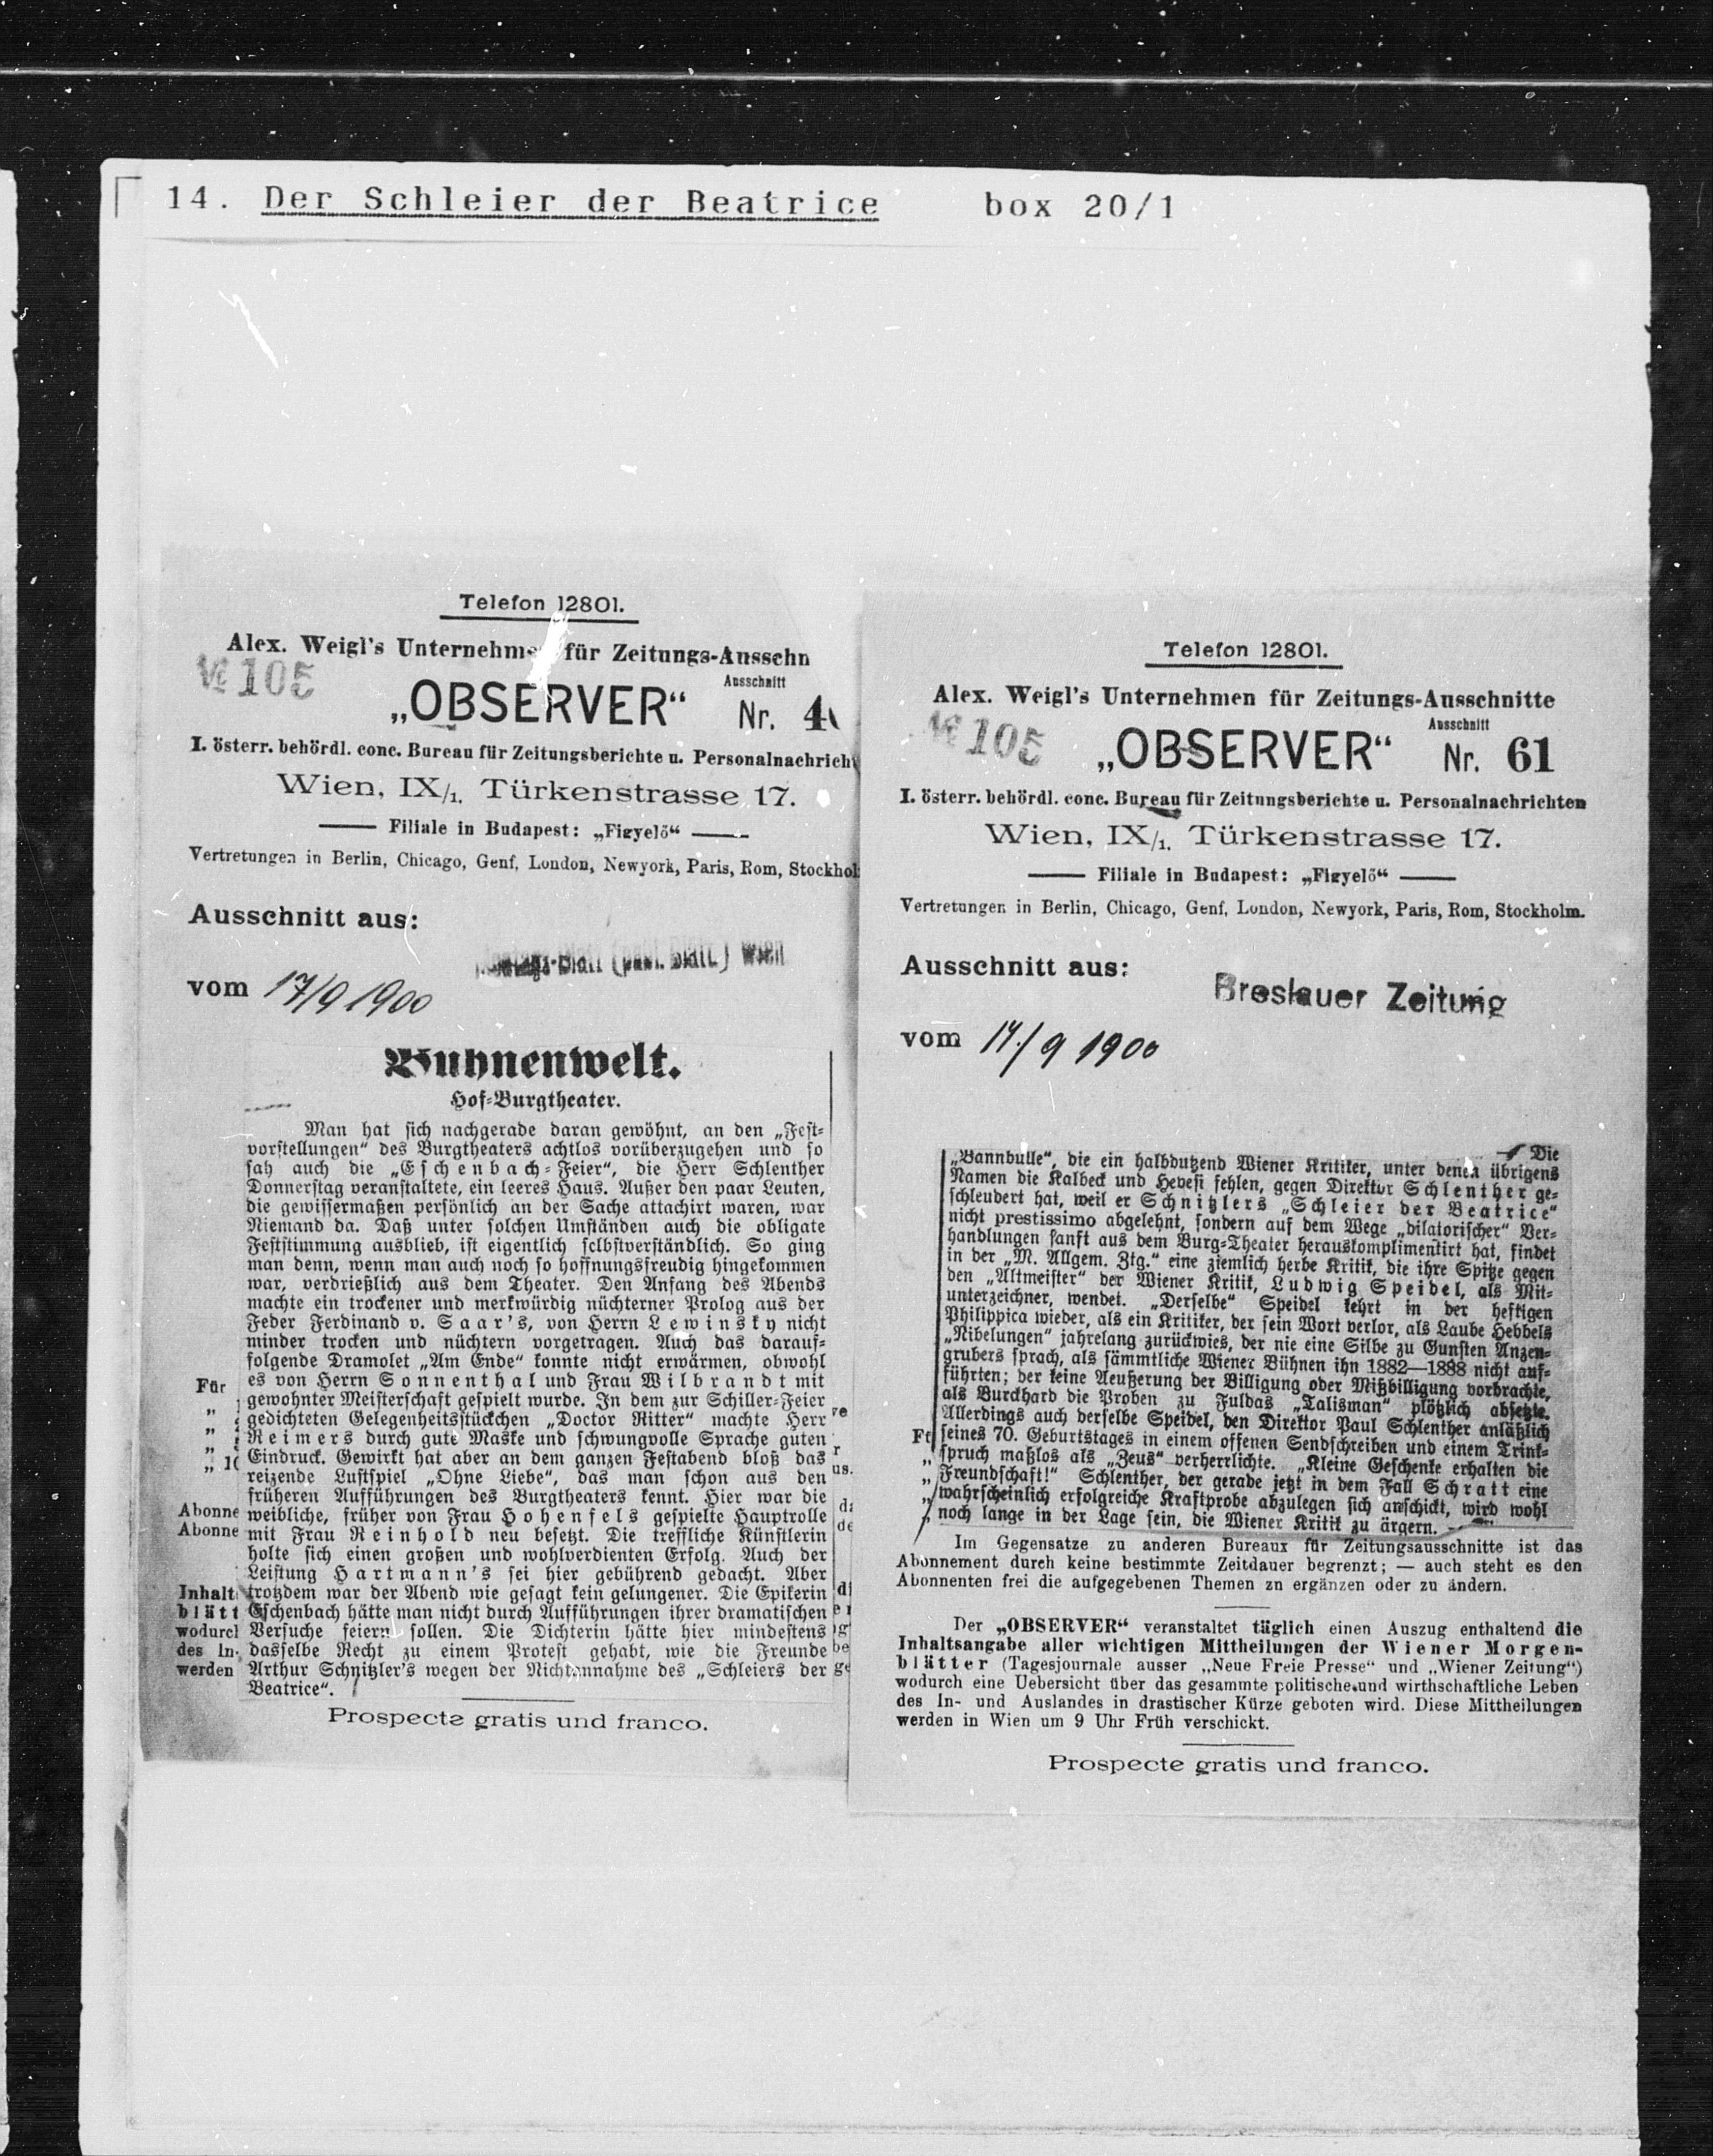 14. Der Schleier der Beatrice box 20/1
Telefon 12801.
Alex. Weigl's Unternehmen für Zeitungs-Ausschn
№ 105
„OBSERVER“
Ausschnitt
Nr. 4
I. österr. behördl. conc. Bureau für Zeitungsberichte u. Personalnachrich
Wien, IX/1. Türkenstrasse 17.
Filiale in Budapest: „Figyelő“
Vertretungen in Berlin, Chicago, Genf, London, Newyork, Paris, Rom, Stockhol
Ausschnitt aus:
Wien
vom 17/9 1900
Bühnenwelt.
Hof-Burgtheater.
Man hat sich nachgerade daran gewöhnt, an den „Fest-
vorstellungen“ des Burgtheaters achtlos vorüberzugehen und so
sah auch die „Eschenbach-Feier“, die Herr Schlenther
Donnerstag veranstaltete, ein leeres Haus. Außer den paar Leuten,
die gewissermaßen persönlich an der Sache attachirt waren, war
Niemand da. Daß unter solchen Umständen auch die obligate
Feststimmung ausblieb, ist eigentlich selbstverständlich. So ging
man denn, wenn man auch noch so hoffnungsfreudig hingekommen
war, verdrießlich aus dem Theater. Den Anfang des Abends
machte ein trockener und merkwürdig nüchterner Prolog aus der
Feder Ferdinand v. Saar's, von Herrn Lewinsky nicht
minder trocken und nüchtern vorgetragen. Auch das darauf-
folgende Dramolet „Am Ende“ konnte nicht erwärmen, obwohl
es von Herrn Sonnenthal und Frau Wilbrandt mit
gewohnter Meisterschaft gespielt wurde. In dem zur Schiller-Feier
gedichteten Gelegenheitsstückchen „Doctor Ritter“ machte Herr
Reimers durch gute Maske und schwungvolle Sprache guten
Eindruck. Gewirkt hat aber an dem ganzen Festabend bloß das
reizende Lustspiel „Ohne Liebe“, das man schon aus den
früheren Aufführungen des Burgtheaters kennt. Hier war die
weibliche, früher von Frau Hohenfels gespielte Hauptrolle
mit Frau Reinhold neu besetzt. Die treffliche Künstlerin
holte sich einen großen und wohlverdienten Erfolg. Auch der
Leistung Hartmann's sei hier gebührend gedacht. Aber
trotzdem war der Abend wie gesagt kein gelungener. Die Epikerin
Eschenbach hätte man nicht durch Aufführungen ihrer dramatischen
Versuche feiern sollen. Die Dichterin hätte hier mindestens
dasselbe Recht zu einem Protest gehabt, wie die Freunde
Arthur Schnitzler's wegen der Nichtannahme des „Schleiers der
Beatrice“.
Für
„
„
„
„ 10
Abonne
Abonne
Inhalt
blätt
wodurcl
des In-
werden
Prospecte gratis und franco.
Telefon 12801.
Alex. Weigl's Unternehmen für Zeitungs-Ausschnitte
№ 105
„OBSERVER“
Ausschnitt
Nr. 61
I. österr. behördl. conc. Bureau für Zeitungsberichte u. Personalnachrichten
Wien, IX/1. Türkenstrasse 17.
Filiale in Budapest: „Figyelő“
Vertretungen in Berlin, Chicago, Genf, London, Newyork, Paris, Rom, Stockholm.
Ausschnitt aus:
Breslauer Zeitung
vom 17/9 1900
Die
„Bannbulle“, die ein halbdutzend Wiener Kritiker, unter denen übrigens
Namen die Kalbeck und Hevesi fehlen, gegen Direktor Schlenther ge-
schleudert hat, weil er Schnitzlers „Schleier der Beatrice“
nicht prestissimo abgelehnt, sondern auf dem Wege „dilatorischer“ Ver-
handlungen sanft aus dem Burg-Theater herauskomplimentirt hat, findet
in der „M. Allgem. Ztg.“ eine ziemlich herbe Kritik, die ihre Spitze gegen
den „Altmeister“ der Wiener Kritik, Ludwig Speidel, als Mit-
unterzeichner, wendet. „Derselbe“ Speidel kehrt in der heftigen
Philippica wieder, als ein Kritiker, der sein Wort verlor, als Laube Hebbels
„Nibelungen“ jahrelang zurückwies, der nie eine Silbe zu Gunsten Anzen-
grubers sprach, als sämmtliche Wiener Bühnen ihn 1882—1888 nicht auf-
führten; der keine Aeußerung der Billigung oder Mißbilligung vorbrachte,
als Burckhard die Proben zu Fuldas „Talisman“ plötzlich absetzte.
Allerdings auch derselbe Speidel, den Direktor Paul Schlenther anläßlich
seines 70. Geburtstages in einem offenen Sendschreiben und einem Trink-
spruch maßlos als „Zeus“ verherrlichte. „Kleine Geschenke erhalten die
Freundschaft!“ Schlenther, der gerade jetzt in dem Fall Schratt eine
wahrscheinlich erfolgreiche Kraftprobe abzulegen sich anschickt, wird wohl
noch lange in der Lage sein, die Wiener Kritik zu ärgern.
Im Gegensatze zu anderen Bureaux für Zeitungsausschnitte ist das
Abonnement durch keine bestimmte Zeitdauer begrenzt; — auch steht es den
Abonnenten frei die aufgegebenen Themen zu ergänzen oder zu ändern.
Der „OBSERVER“ veranstaltet täglich einen Auszug enthaltend die
Inhaltsangabe aller wichtigen Mittheilungen der Wiener Morgen-
blätter (Tagesjournale ausser „Neue Freie Presse“ und „Wiener Zeitung“)
wodurch eine Uebersicht über das gesammte politische und wirthschaftliche Leben
des In- und Auslandes in drastischer Kürze geboten wird. Diese Mittheilungen
werden in Wien um 9 Uhr Früh verschickt.
Prospecte gratis und franco.